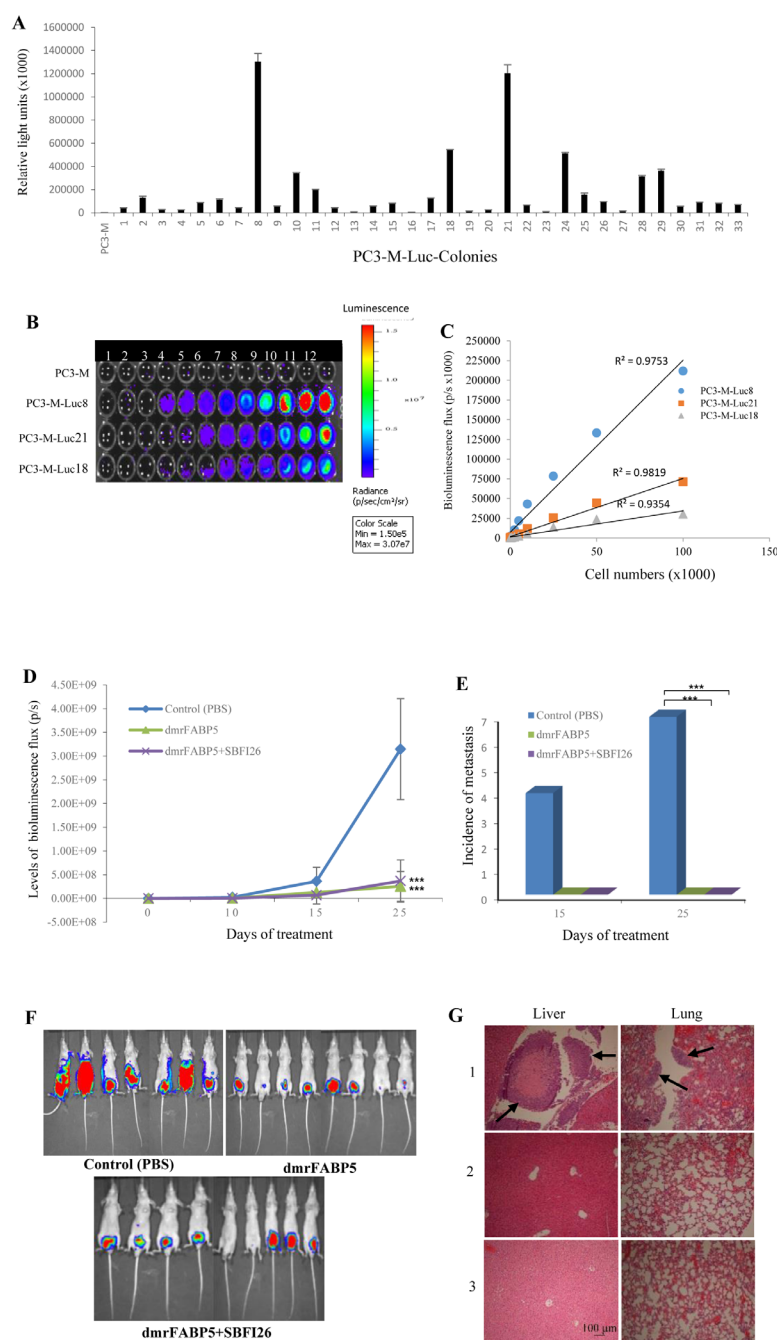 A
Relative light units (x1000)
1600000
1400000
1200000
1000000
800000
600000
400000
200000
0
PC3-M 1 2 3 4 5 6 7 8 9 10 11 12 13 14 15 16 17 18 19 20 21 22 23 24 25 26 27 28 29 30 31 32 33
PC3-M-Luc-Colonies
B
1 2 3 4 5 6 7 8 9 10 11 12
PC3-M
PC3-M-Luc8
PC3-M-Luc21
PC3-M-Luc18
Luminescence
1.5
1.0
x10⁷
0.5
Radiance
(p/sec/cm²/sr)
Color Scale
Min = 1.50e5
Max = 3.07e7
C
Bioluminescence flux (p/s x1000)
250000
225000
200000
175000
150000
125000
100000
75000
50000
25000
0
R² = 0.9753
R² = 0.9819
R² = 0.9354
PC3-M-Luc8
PC3-M-Luc21
PC3-M-Luc18
0 50 100 150
Cell numbers (x1000)
D
Levels of bioluminescence flux (p/s)
4.50E+09
4.00E+09
3.50E+09
3.00E+09
2.50E+09
2.00E+09
1.50E+09
1.00E+09
5.00E+08
0.00E+00
-5.00E+08
Control (PBS)
dmrFABP5
dmrFABP5+SBFI26
***
***
0 10 15 25
Days of treatment
E
Incidence of metastasis
7
6
5
4
3
2
1
0
Control (PBS)
dmrFABP5
dmrFABP5+SBFI26
***
***
15 25
Days of treatment
F
Control (PBS)
dmrFABP5
dmrFABP5+SBFI26
G
Liver Lung
1
2
3
100 µm